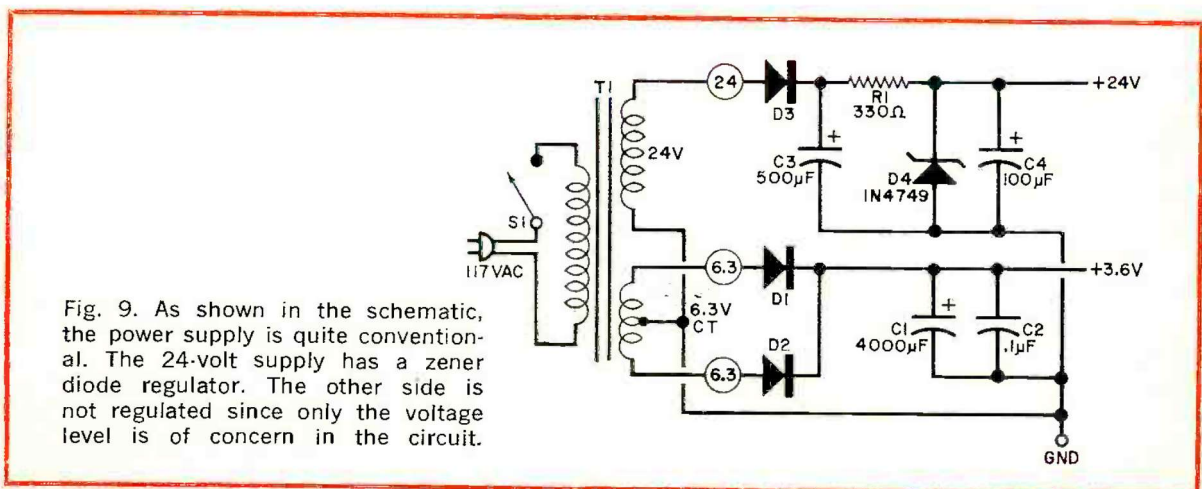 T1
24
D3
R1
330Ω
+24V
24V
+
C3
500µF
D4
1N4749
+
C4
100µF
S1
117VAC
6.3
D1
+3.6V
6.3V
CT
+
C1
4000µF
C2
.1µF
6.3
D2
GND
Fig. 9. As shown in the schematic,
the power supply is quite convention-
al. The 24-volt supply has a zener
diode regulator. The other side is
not regulated since only the voltage
level is of concern in the circuit.